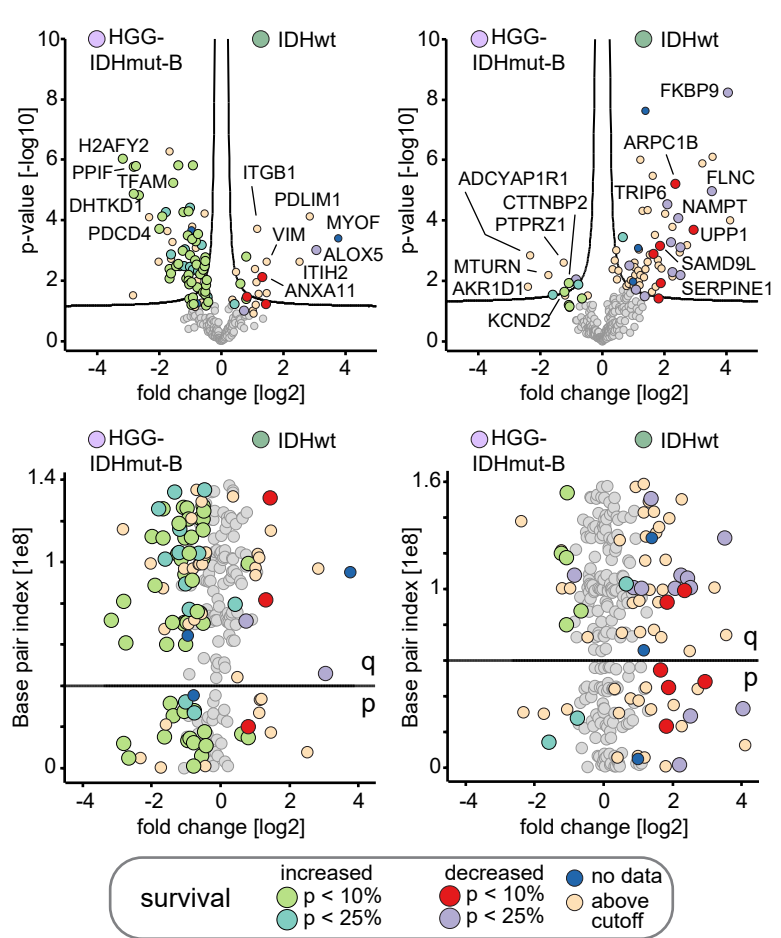 HGG-
IDHmut-B
IDHwt
10
8
6
4
2
0
p-value [-log10]
H2AFY2
PPIF
TFAM
DHTKD1
PDCD4
ITGB1
PDLIM1
VIM
MYOF
ALOX5
ITIH2
ANXA11
-4
-2
0
2
4
fold change [log2]
HGG-
IDHmut-B
IDHwt
10
8
6
4
2
0
p-value [-log10]
FKBP9
ARPC1B
ADCYAP1R1
CTTNBP2
PTPRZ1
TRIP6
FLNC
NAMPT
UPP1
MTURN
AKR1D1
SAMD9L
SERPINE1
KCND2
-4
-2
0
2
4
fold change [log2]
HGG-
IDHmut-B
IDHwt
1.4
1
0
Base pair index [1e8]
q
p
-4
-2
0
2
4
fold change [log2]
HGG-
IDHmut-B
IDHwt
1.6
1
0
Base pair index [1e8]
q
p
-4
-2
0
2
4
fold change [log2]
survival
increased
p < 10%
p < 25%
decreased
p < 10%
p < 25%
no data
above
cutoff